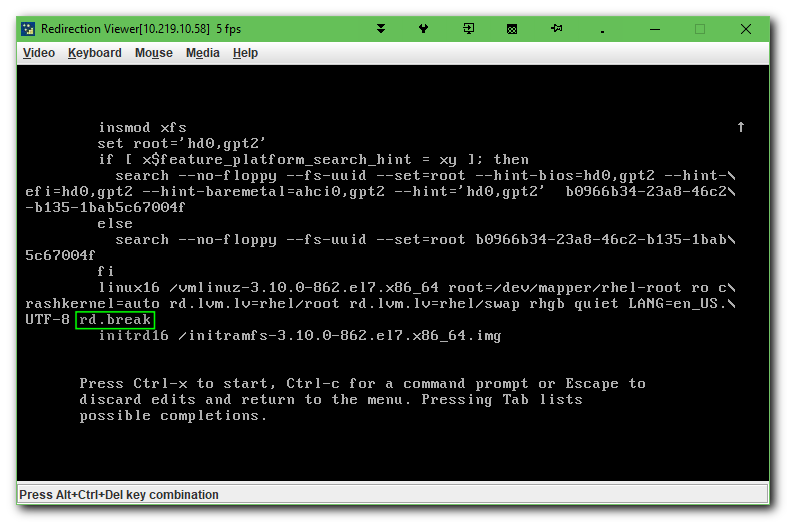 Redirection Viewer[10.219.10.58] 5 fps
Video Keyboard Mouse Media Help
insmod xfs
set root='hd0,gpt2'
if [ x$feature_platform_search_hint = xy ]; then
search --no-floppy --fs-uuid --set=root --hint-bios=hd0,gpt2 --hint-\
efi=hd0,gpt2 --hint-baremetal=ahci0,gpt2 --hint='hd0,gpt2'  b0966b34-23a8-46c2\
-b135-1bab5c67004f
else
search --no-floppy --fs-uuid --set=root b0966b34-23a8-46c2-b135-1bab\
5c67004f
fi
linux16 /vmlinuz-3.10.0-862.el7.x86_64 root=/dev/mapper/rhel-root ro c\
rashkernel=auto rd.lvm.lv=rhel/root rd.lvm.lv=rhel/swap rhgb quiet LANG=en_US.\
UTF-8 rd.break
initrd16 /initramfs-3.10.0-862.el7.x86_64.img
Press Ctrl-x to start, Ctrl-c for a command prompt or Escape to
discard edits and return to the menu. Pressing Tab lists
possible completions.
Press Alt+Ctrl+Del key combination